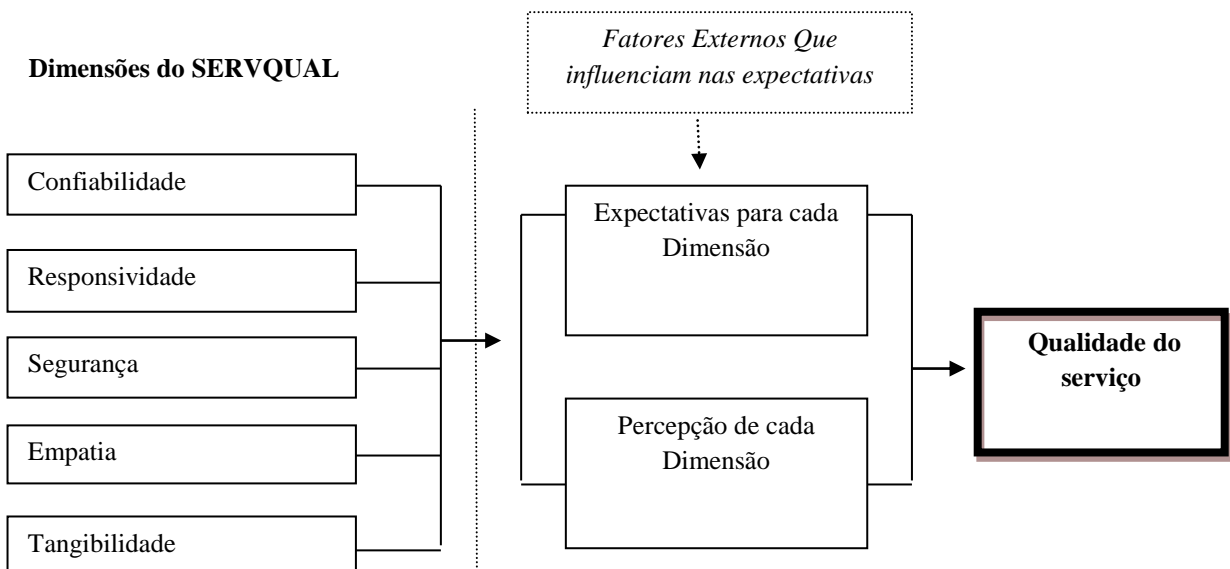 Dimensões do SERVQUAL
Fatores Externos Que
influenciam nas expectativas
Confiabilidade
Responsividade
Segurança
Empatia
Tangibilidade
Expectativas para cada
Dimensão
Percepção de cada
Dimensão
Qualidade do
serviço